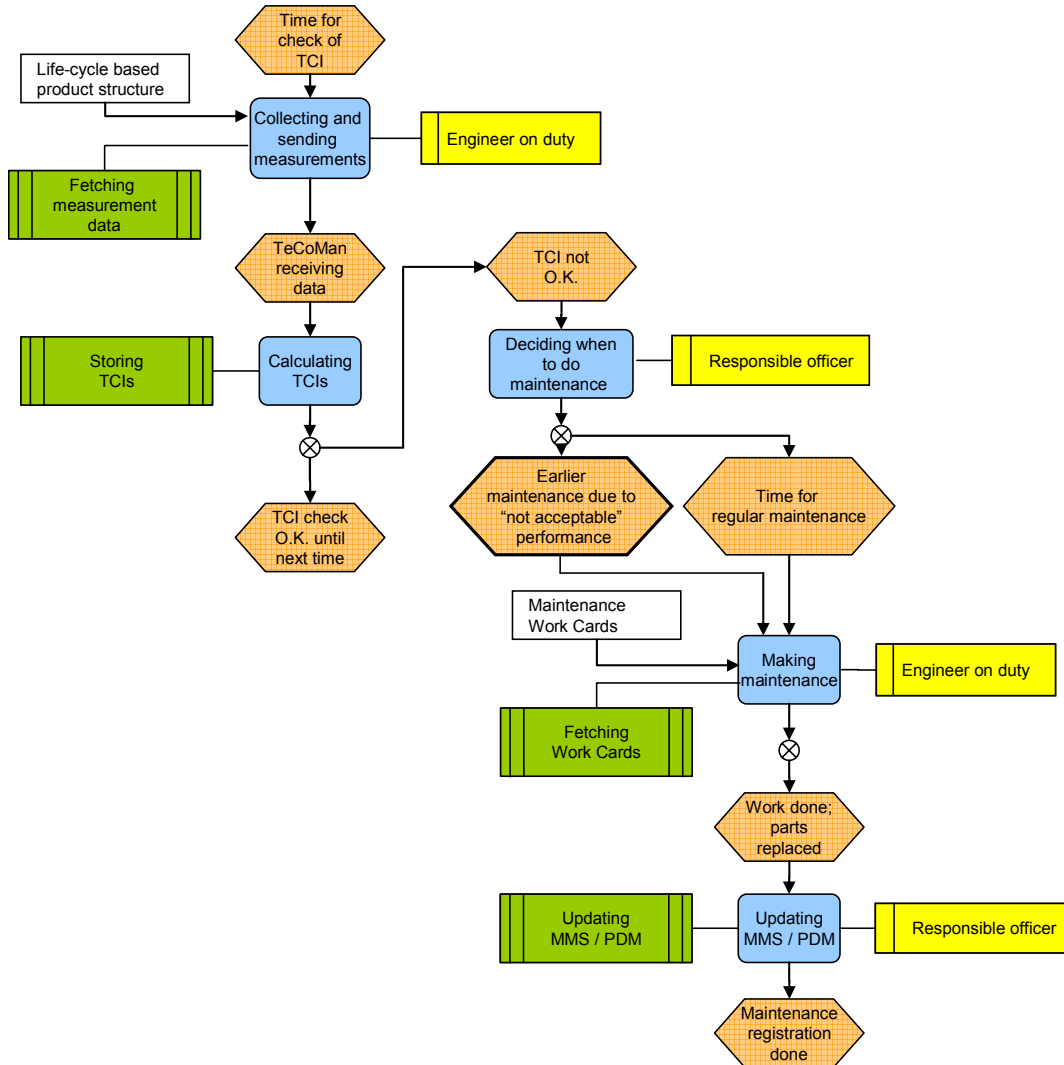 Time for
check of
TCI
Life-cycle based
product structure
Collecting and
sending
measurements
Engineer on duty
Fetching
measurement
data
TeCoMan
receiving
data
TCI not
O.K.
Storing
TCIs
Calculating
TCIs
Deciding when
to do
maintenance
Responsible officer
Earlier
maintenance due to
“not acceptable”
performance
Time for
regular maintenance
TCI check
O.K. until
next time
Maintenance
Work Cards
Making
maintenance
Engineer on duty
Fetching
Work Cards
Work done;
parts
replaced
Updating
MMS / PDM
Updating
MMS / PDM
Responsible officer
Maintenance
registration
done